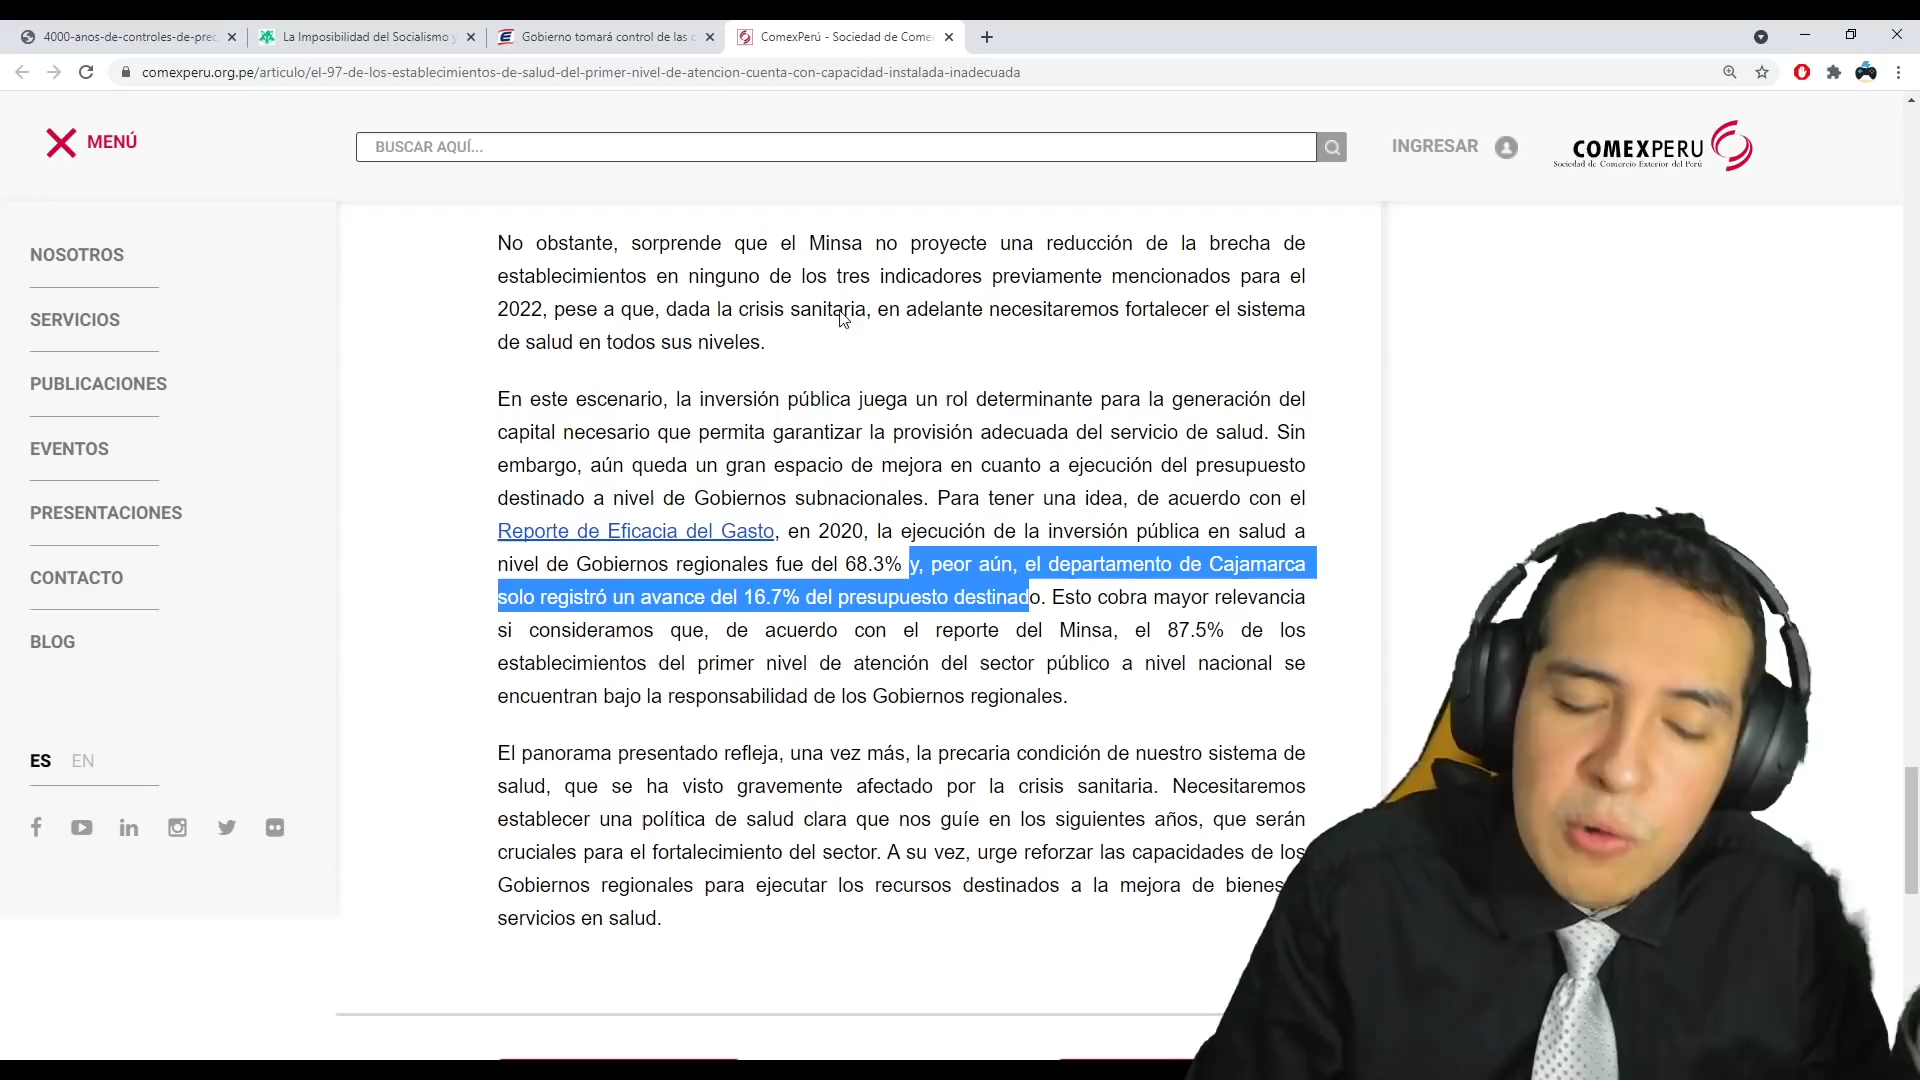 4000-anos-de-controles-de-prec
La Imposibilidad del Socialismo y
Gobierno tomará control de las c
ComexPerú - Sociedad de Comer
comexperu.org.pe/articulo/el-97-de-los-establecimientos-de-salud-del-primer-nivel-de-atencion-cuenta-con-capacidad-instalada-inadecuada
MENÚ
BUSCAR AQUÍ...
INGRESAR
COMEXPERU
Sociedad de Comercio Exterior del Perú
NOSOTROS
SERVICIOS
PUBLICACIONES
EVENTOS
PRESENTACIONES
CONTACTO
BLOG
ES EN
No obstante, sorprende que el Minsa no proyecte una reducción de la brecha de
establecimientos en ninguno de los tres indicadores previamente mencionados para el
2022, pese a que, dada la crisis sanitaria, en adelante necesitaremos fortalecer el sistema
de salud en todos sus niveles.
En este escenario, la inversión pública juega un rol determinante para la generación del
capital necesario que permita garantizar la provisión adecuada del servicio de salud. Sin
embargo, aún queda un gran espacio de mejora en cuanto a ejecución del presupuesto
destinado a nivel de Gobiernos subnacionales. Para tener una idea, de acuerdo con el
Reporte de Eficacia del Gasto, en 2020, la ejecución de la inversión pública en salud a
nivel de Gobiernos regionales fue del 68.3% y, peor aún, el departamento de Cajamarca
solo registró un avance del 16.7% del presupuesto destinado. Esto cobra mayor relevancia
si consideramos que, de acuerdo con el reporte del Minsa, el 87.5% de los
establecimientos del primer nivel de atención del sector público a nivel nacional se
encuentran bajo la responsabilidad de los Gobiernos regionales.
El panorama presentado refleja, una vez más, la precaria condición de nuestro sistema de
salud, que se ha visto gravemente afectado por la crisis sanitaria. Necesitaremos
establecer una política de salud clara que nos guíe en los siguientes años, que serán
cruciales para el fortalecimiento del sector. A su vez, urge reforzar las capacidades de los
Gobiernos regionales para ejecutar los recursos destinados a la mejora de bienes
servicios en salud.